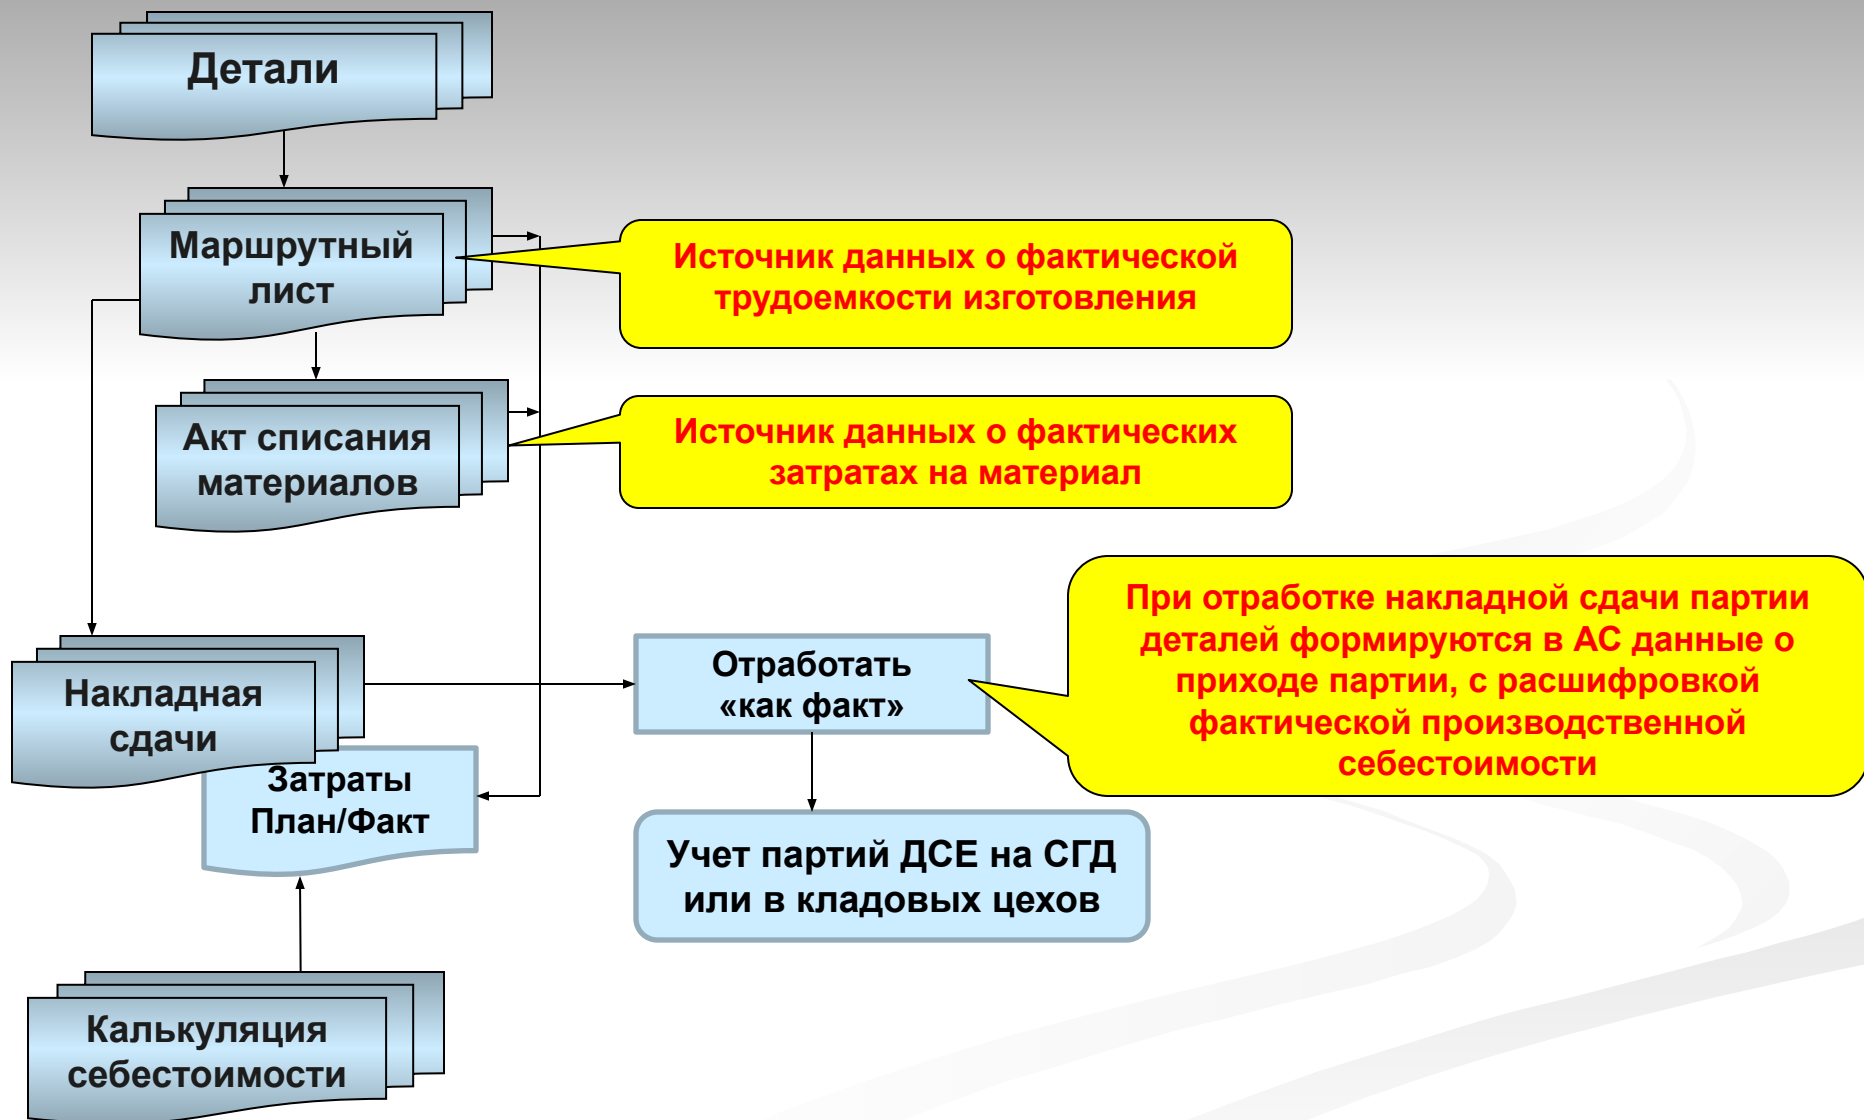 Детали
Маршрутный
лист
Источник данных о фактической
трудоемкости изготовления
Акт списания
материалов
Источник данных о фактических
затратах на материал
При отработке накладной сдачи партии
деталей формируются в АС данные о
приходе партии, с расшифровкой
фактической производственной
себестоимости
Отработать
«как факт»
Накладная
сдачи
Затраты
План/Факт
Учет партий ДСЕ на СГД
или в кладовых цехов
Калькуляция
себестоимости